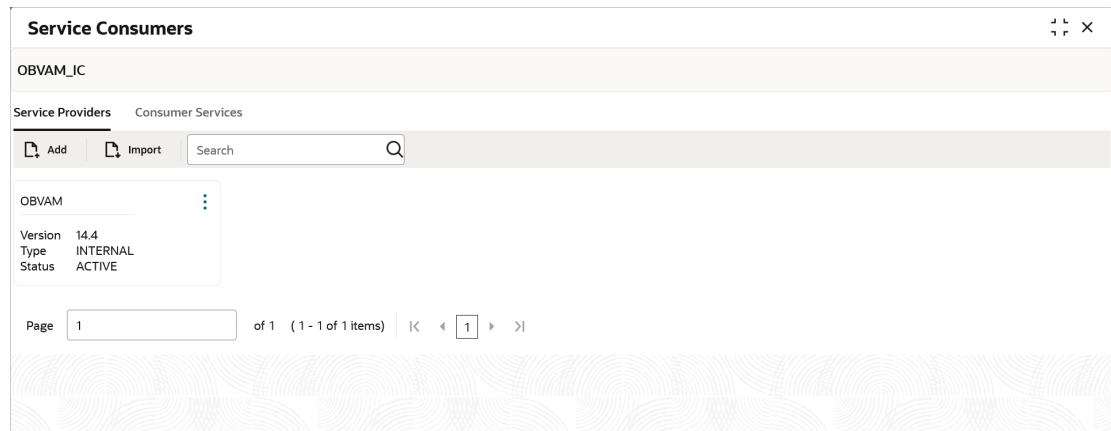 Service Consumers
OBVAM_IC
Service Providers Consumer Services
Add Import Search
OBVAM
Version 14.4
Type INTERNAL
Status ACTIVE
Page 1 of 1 ( 1 - 1 of 1 items) 1